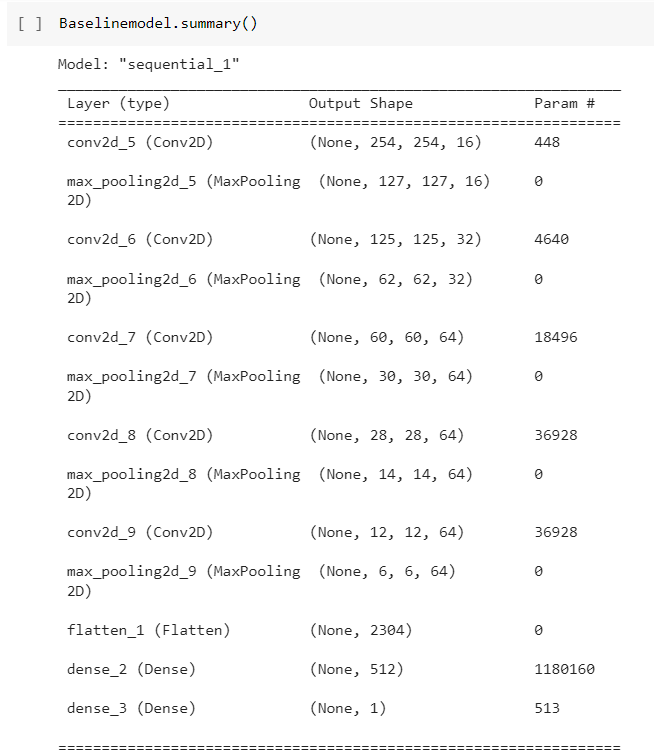 [ ] Baselinemodel.summary()
Model: "sequential_1"
_________________________________________________________________
Layer (type) Output Shape Param #
=================================================================
conv2d_5 (Conv2D) (None, 254, 254, 16) 448
max_pooling2d_5 (MaxPooling (None, 127, 127, 16) 0
2D)
conv2d_6 (Conv2D) (None, 125, 125, 32) 4640
max_pooling2d_6 (MaxPooling (None, 62, 62, 32) 0
2D)
conv2d_7 (Conv2D) (None, 60, 60, 64) 18496
max_pooling2d_7 (MaxPooling (None, 30, 30, 64) 0
2D)
conv2d_8 (Conv2D) (None, 28, 28, 64) 36928
max_pooling2d_8 (MaxPooling (None, 14, 14, 64) 0
2D)
conv2d_9 (Conv2D) (None, 12, 12, 64) 36928
max_pooling2d_9 (MaxPooling (None, 6, 6, 64) 0
2D)
flatten_1 (Flatten) (None, 2304) 0
dense_2 (Dense) (None, 512) 1180160
dense_3 (Dense) (None, 1) 513
=================================================================